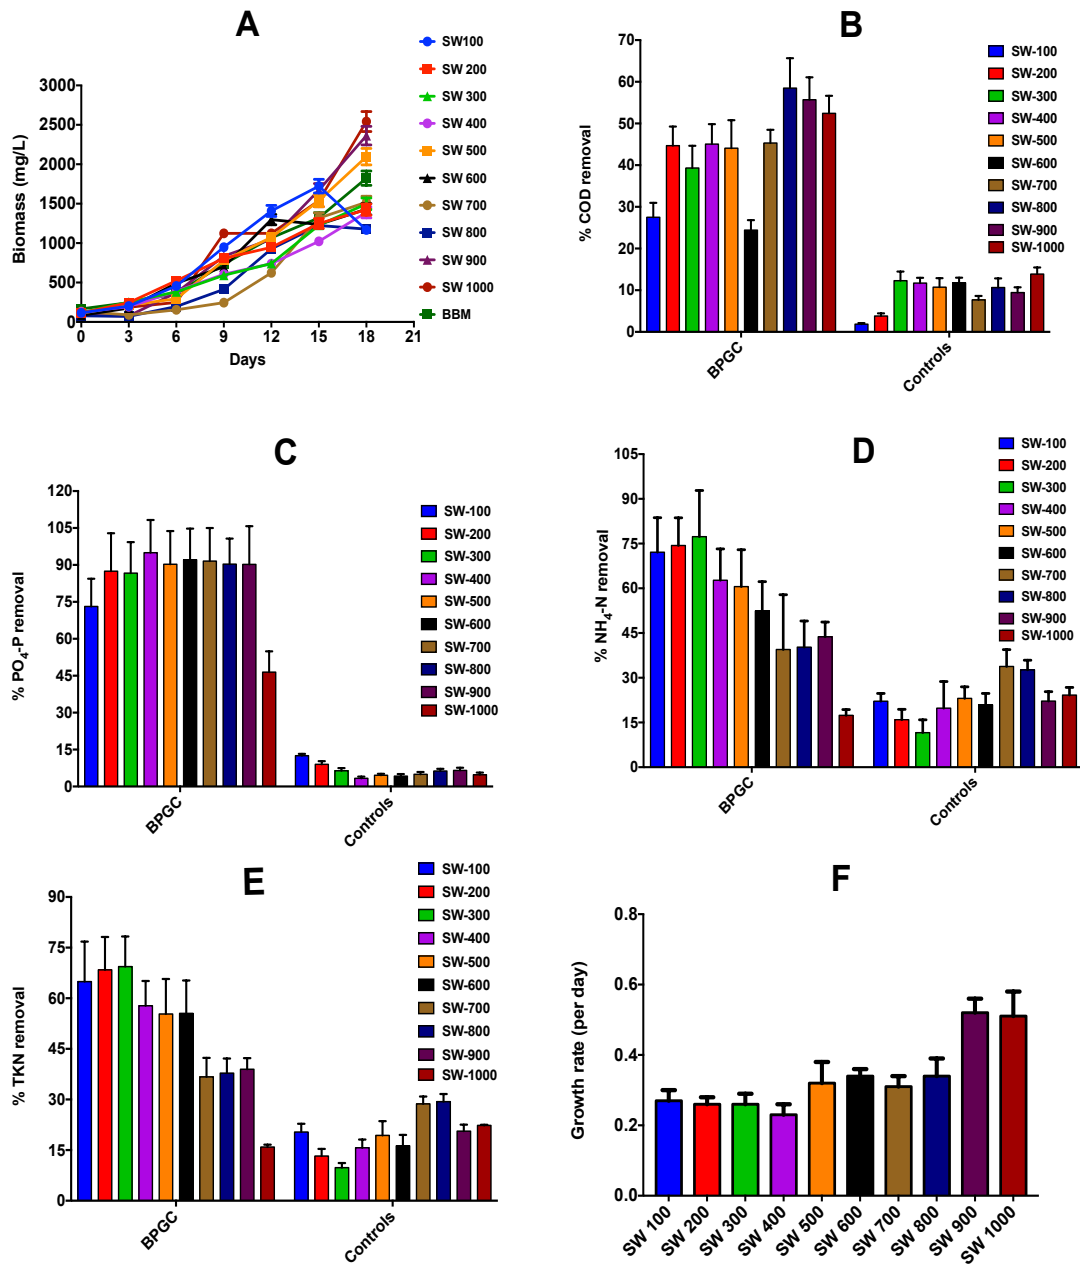 A
SW100
SW 200
SW 300
SW 400
SW 500
SW 600
SW 700
SW 800
SW 900
SW 1000
BBM
Biomass (mg/L)
3000
2500
2000
1500
1000
500
0
0 3 6 9 12 15 18 21
Days
B
SW-100
SW-200
SW-300
SW-400
SW-500
SW-600
SW-700
SW-800
SW-900
SW-1000
% COD removal
70
60
50
40
30
20
10
0
BPGC Controls
C
SW-100
SW-200
SW-300
SW-400
SW-500
SW-600
SW-700
SW-800
SW-900
SW-1000
% PO4-P removal
120
105
90
75
60
45
30
15
0
BPGC Controls
D
SW-100
SW-200
SW-300
SW-400
SW-500
SW-600
SW-700
SW-800
SW-900
SW-1000
% NH4-N removal
105
90
75
60
45
30
15
0
BPGC Controls
E
SW-100
SW-200
SW-300
SW-400
SW-500
SW-600
SW-700
SW-800
SW-900
SW-1000
% TKN removal
90
75
60
45
30
15
0
BPGC Controls
F
Growth rate (per day)
0.8
0.6
0.4
0.2
0.0
SW 100 SW 200 SW 300 SW 400 SW 500 SW 600 SW 700 SW 800 SW 900 SW 1000